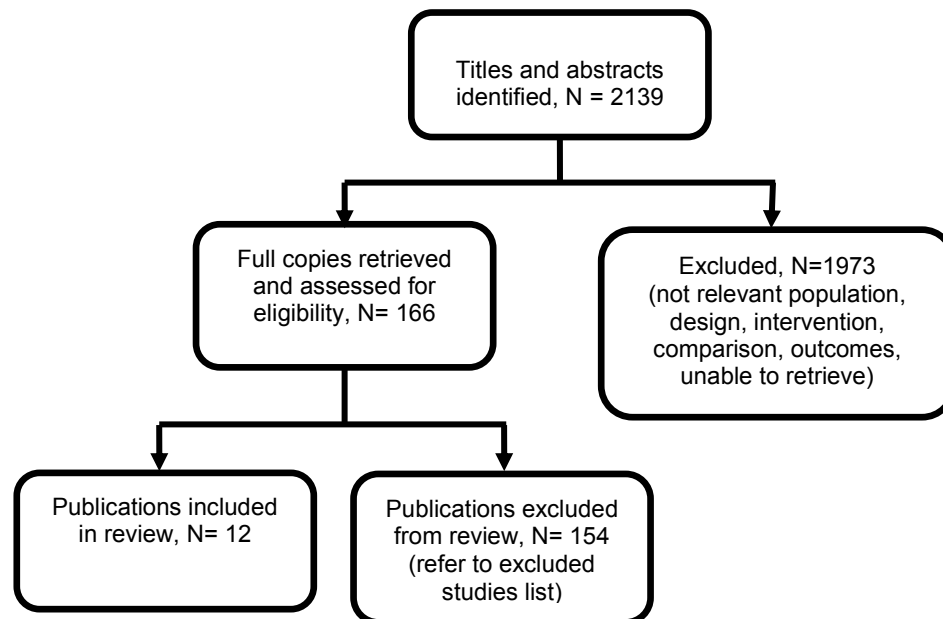 Titles and abstracts
identified, N = 2139
Full copies retrieved
and assessed for
eligibility, N= 166
Excluded, N=1973
(not relevant population,
design, intervention,
comparison, outcomes,
unable to retrieve)
Publications included
in review, N= 12
Publications excluded
from review, N= 154
(refer to excluded
studies list)